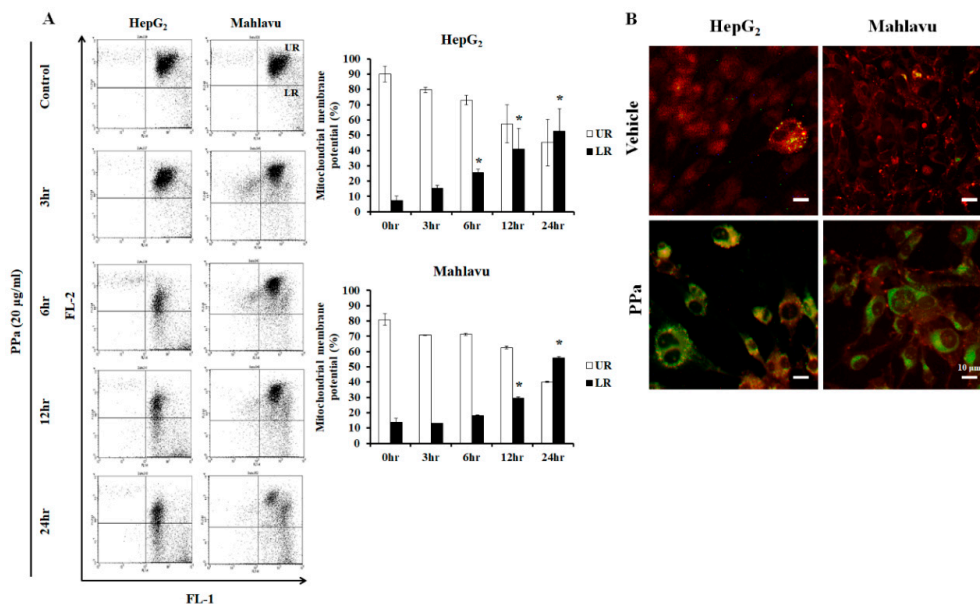 A
HepG2
Mahlavu
UR
LR
Control
3hr
6hr
12hr
24hr
PPa (20 µg/ml)
FL-2
FL-1
HepG2
Mitochondrial membrane
potential (%)
100
90
80
70
60
50
40
30
20
10
0
*
*
*
0hr
3hr
6hr
12hr
24hr
UR
LR
Mahlavu
Mitochondrial membrane
potential (%)
100
90
80
70
60
50
40
30
20
10
0
*
*
0hr
3hr
6hr
12hr
24hr
UR
LR
B
HepG2
Mahlavu
Vehicle
PPa
10 µm